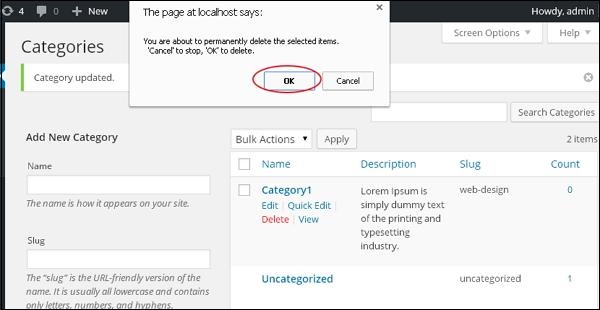 The page at localhost says:
4 0 + New Howdy, admin
You are about to permanently delete the selected items.
'Cancel' to stop, 'OK' to delete.
OK Cancel
Screen Options ▼ Help ▼
Categories
Category updated.
Search Categories
Add New Category
Bulk Actions ▼ Apply 2 items
Name
The name is how it appears on your site.
Slug
The “slug” is the URL-friendly version of the
name. It is usually all lowercase and contains
only letters, numbers, and hyphens.
Name Description Slug Count
Category1 Lorem Ipsum is web-design 0
Edit | Quick Edit | simply dummy text
Delete | View of the printing and
typesetting
industry.
Uncategorized uncategorized 1